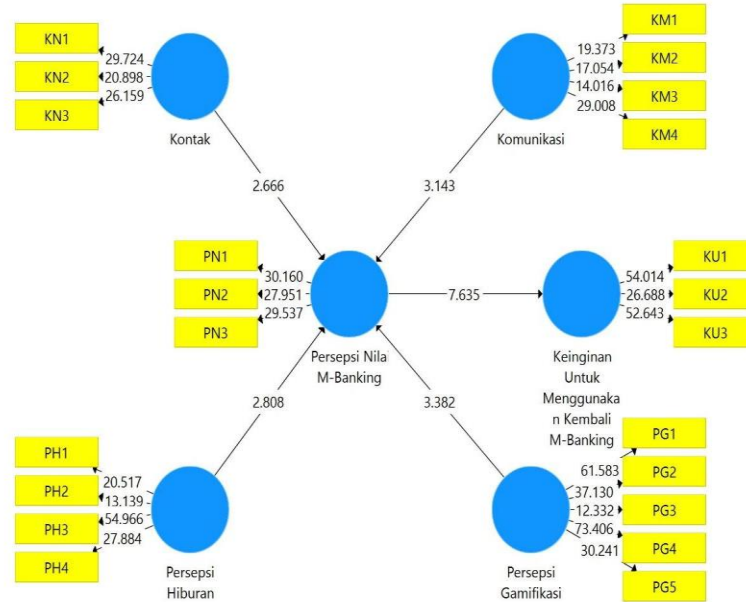 KN1
29.724
KN2
20.898
KN3
26.159
Kontak
KM1
19.373
KM2
17.054
KM3
14.016
KM4
29.008
Komunikasi
2.666
3.143
PN1
30.160
PN2
27.951
PN3
29.537
Persepsi Nila
M-Banking
7.635
KU1
54.014
KU2
26.688
KU3
52.643
Keinginan
Untuk
Menggunaka
n Kembali
M-Banking
2.808
3.382
PH1
20.517
PH2
13.139
PH3
54.966
PH4
27.884
Persepsi
Hiburan
PG1
61.583
PG2
37.130
PG3
12.332
PG4
73.406
PG5
30.241
Persepsi
Gamifikasi